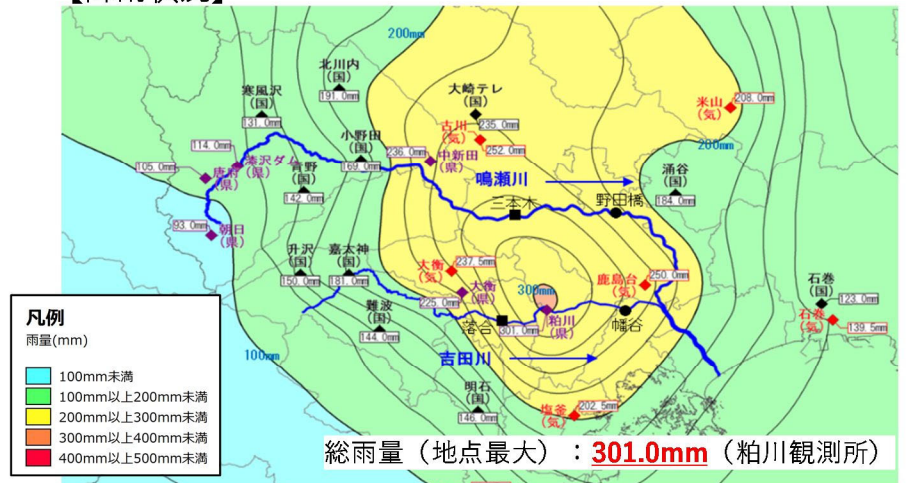 200mm
北川内
（国）
191.0mm
寒風沢
（国）
131.0mm
大崎テレ
（国）
235.0mm
古川
（気）
252.0mm
米山
（気）
208.0mm
200mm
小野田
169.0mm
236.0mm
中新田
（県）
114.0mm
漆沢ダム
（県）
105.0mm
唐府
（県）
青野
（国）
142.0mm
鳴瀬川
三本木
野田橋
涌谷
（国）
184.0mm
93.0mm
朝日
（県）
升沢
（国）
150.0mm
嘉太神
（国）
181.0mm
大衡
（気）
237.5mm
大衡
（県）
225.0mm
300mm
鹿島台
（気）
250.0mm
石巻
（国）
123.0mm
石巻
（気）
139.5mm
難波
（国）
144.0mm
落合
301.0mm
粕川
（県）
幡谷
吉田川
100mm
明石
（国）
146.0mm
塩釜
（気）
202.5mm
凡例
雨量(mm)
100mm未満
100mm以上200mm未満
200mm以上300mm未満
300mm以上400mm未満
400mm以上500mm未満
総雨量（地点最大）：301.0mm（粕川観測所）